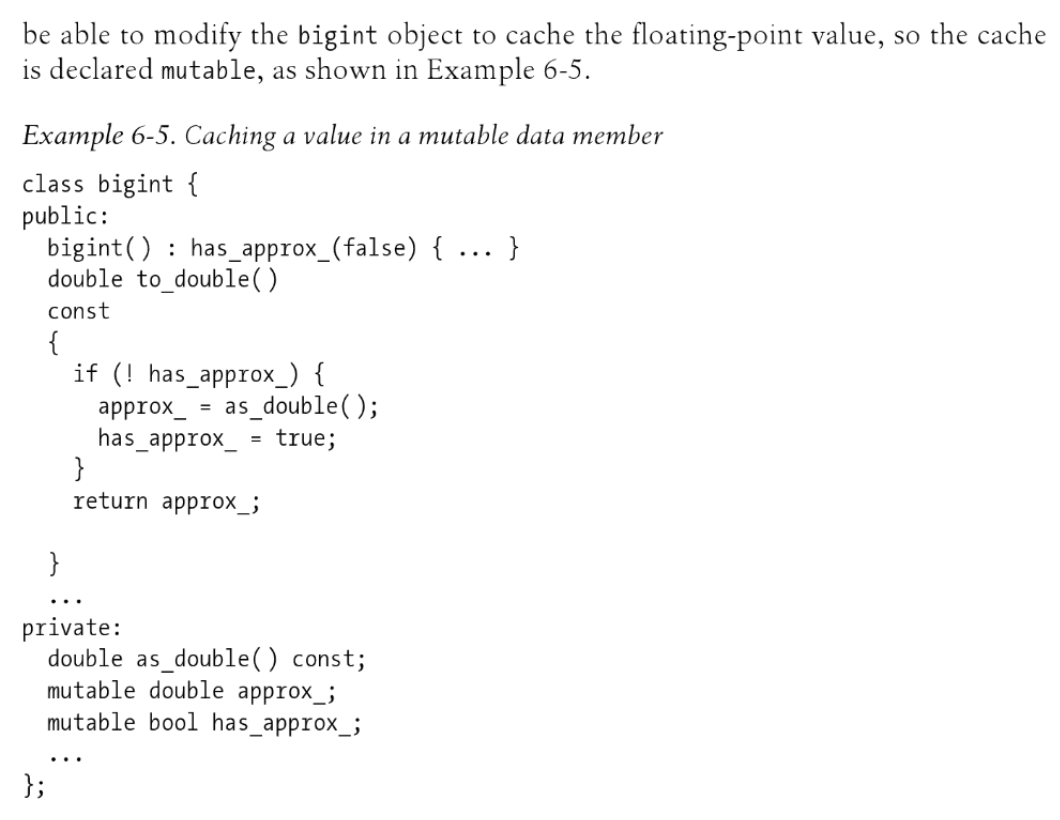 be able to modify the bigint object to cache the floating-point value, so the cache
is declared mutable, as shown in Example 6-5.
Example 6-5. Caching a value in a mutable data member
class bigint {
public:
  bigint() : has_approx_(false) { ... }
  double to_double()
  const
  {
    if (! has_approx_) {
      approx_ = as_double();
      has_approx_ = true;
    }
    return approx_;
  }
  ...
private:
  double as_double() const;
  mutable double approx_;
  mutable bool has_approx_;
  ...
};